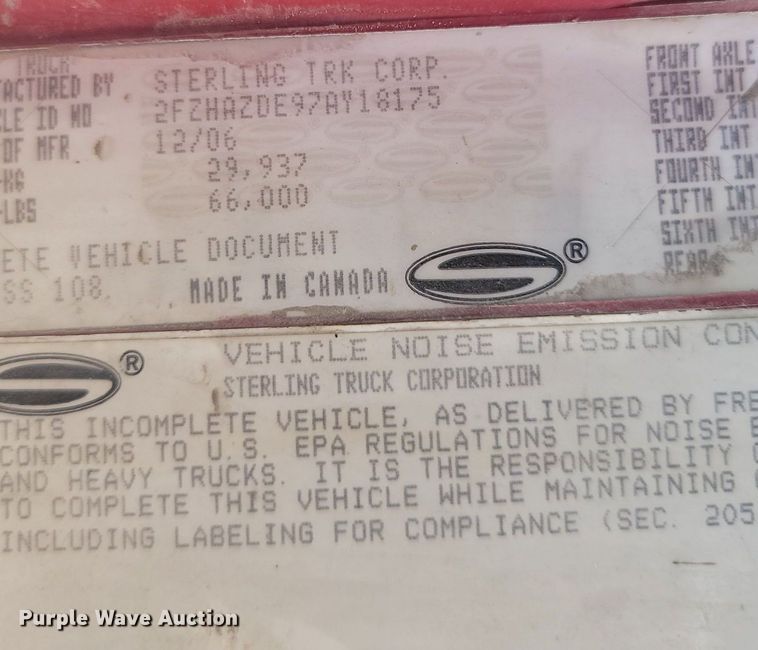 TRUCK
FACTURED BY STERLING TRK CORP.
LE ID NO 2FZHAZDE97AY18175
OF MFR 12/06
-KG 29,937
-LBS 66,000
ETE VEHICLE DOCUMENT
SS 108. MADE IN CANADA ®
FRONT AXLE
FIRST INT
SECOND INT
THIRD INT
FOURTH INT
FIFTH INT.
SIXTH INT
REAR
® VEHICLE NOISE EMISSION CON
STERLING TRUCK CORPORATION
THIS INCOMPLETE VEHICLE, AS DELIVERED BY FRE
CONFORMS TO U.S. EPA REGULATIONS FOR NOISE E
AND HEAVY TRUCKS. IT IS THE RESPONSIBILITY O
TO COMPLETE THIS VEHICLE WHILE MAINTAINING
INCLUDING LABELING FOR COMPLIANCE (SEC. 205
Purple Wave Auction